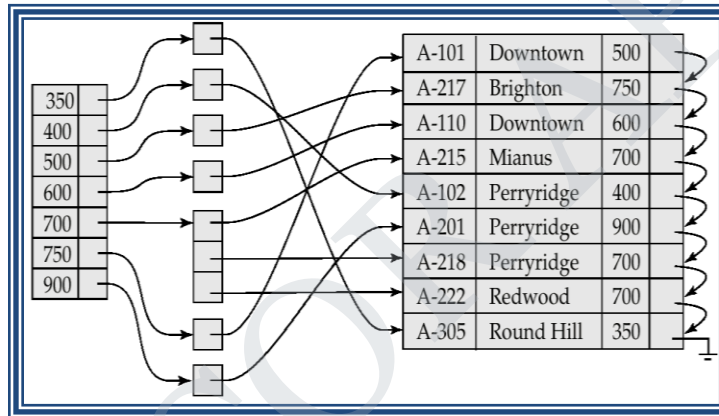 350
400
500
600
700
750
900
A-101 Downtown 500
A-217 Brighton 750
A-110 Downtown 600
A-215 Mianus 700
A-102 Perryridge 400
A-201 Perryridge 900
A-218 Perryridge 700
A-222 Redwood 700
A-305 Round Hill 350